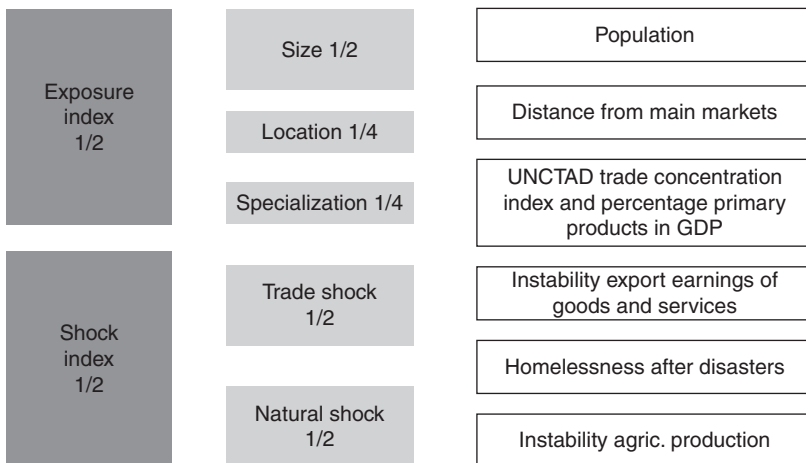 Exposure
index
1/2
Size 1/2
Population
Location 1/4
Distance from main markets
Specialization 1/4
UNCTAD trade concentration
index and percentage primary
products in GDP
Shock
index
1/2
Trade shock
1/2
Instability export earnings of
goods and services
Homelessness after disasters
Natural shock
1/2
Instability agric. production